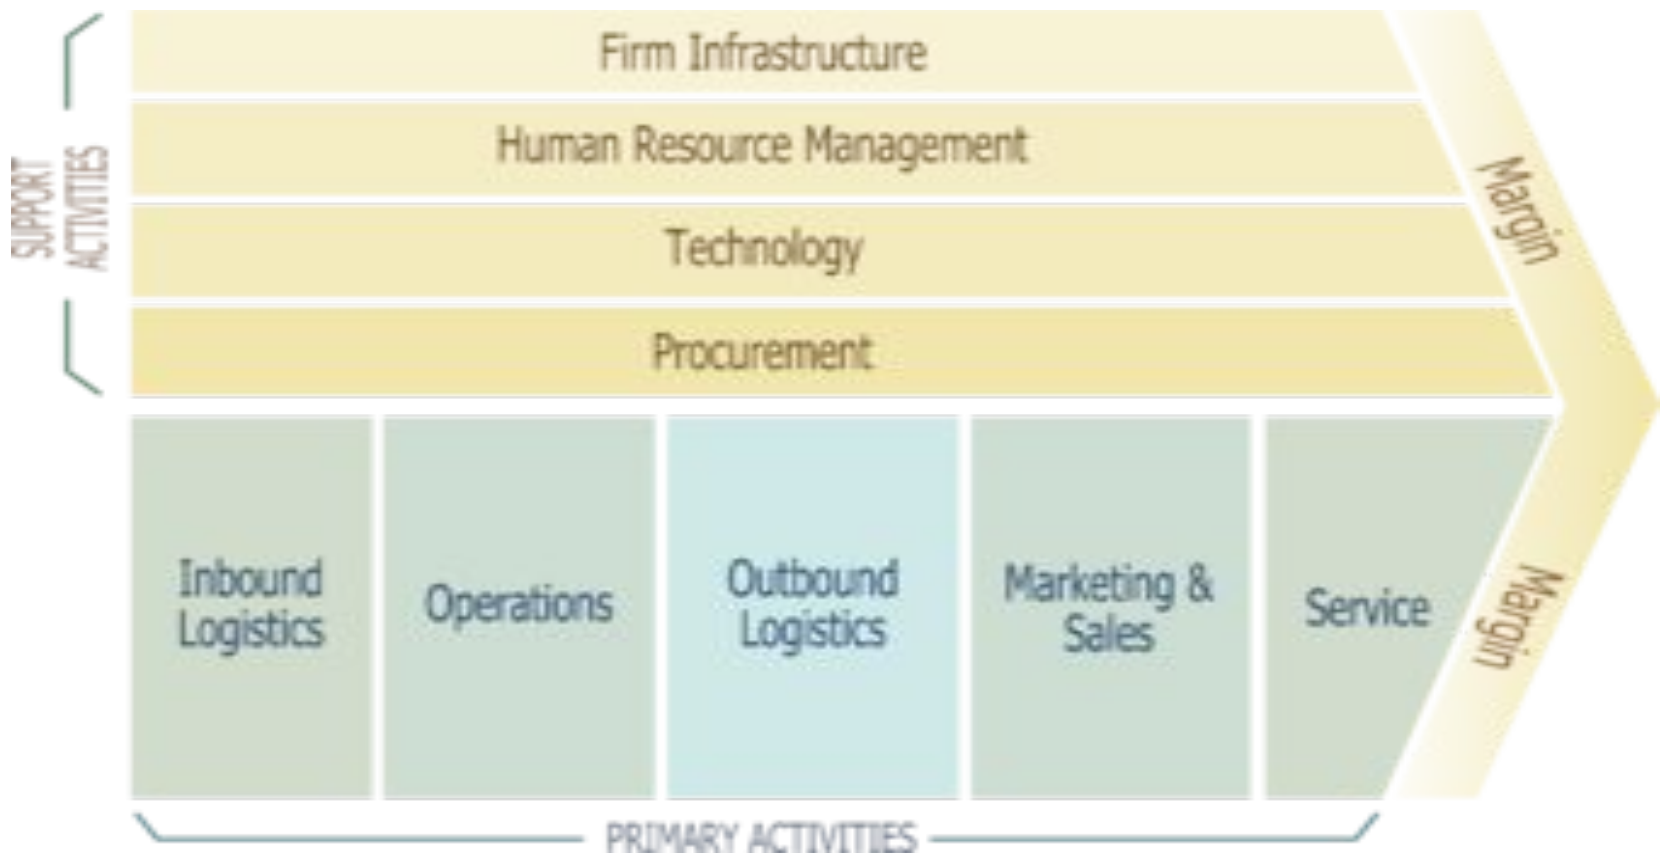 Firm Infrastructure
Human Resource Management
Technology
Procurement
SUPPORT
ACTIVITIES
Margin
Inbound
Logistics
Operations
Outbound
Logistics
Marketing &
Sales
Service
Margin
PRIMARY ACTIVITIES